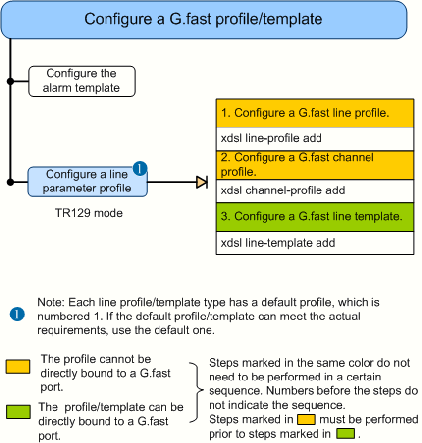 Configure a G.fast profile/template
Configure the
alarm template
1. Configure a G.fast line profile.
xdsl line-profile add
2. Configure a G.fast channel
profile.
Configure a line
parameter profile
1
xdsl channel-profile add
TR129 mode
3. Configure a G.fast line template.
xdsl line-template add
1
Note: Each line profile/template type has a default profile, which is
numbered 1. If the default profile/template can meet the actual
requirements, use the default one.
The profile cannot be
directly bound to a G.fast
port.
The profile/template can be
directly bound to a G.fast
port.
Steps marked in the same color do not
need to be performed in a certain
sequence. Numbers before the steps do
not indicate the sequence.
Steps marked in must be performed
prior to steps marked in .